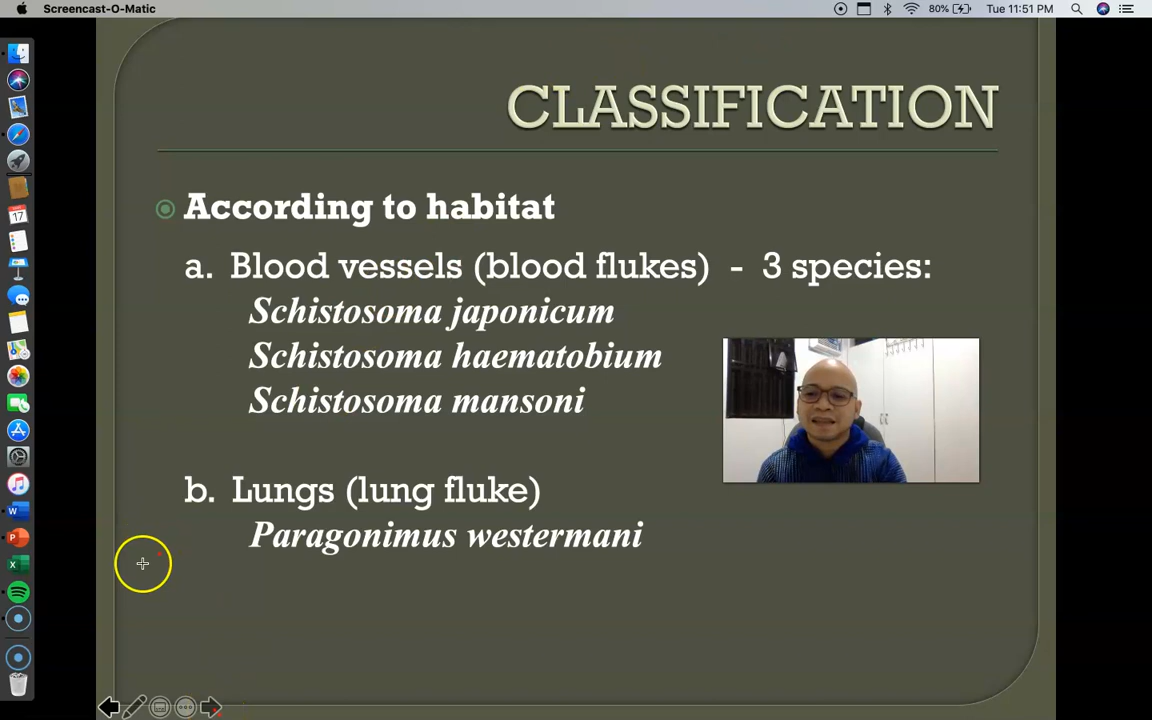 Screencast-O-Matic 80% Tue 11:51 PM
CLASSIFICATION
According to habitat
a. Blood vessels (blood flukes) - 3 species:
Schistosoma japonicum
Schistosoma haematobium
Schistosoma mansoni
b. Lungs (lung fluke)
Paragonimus westermani
17